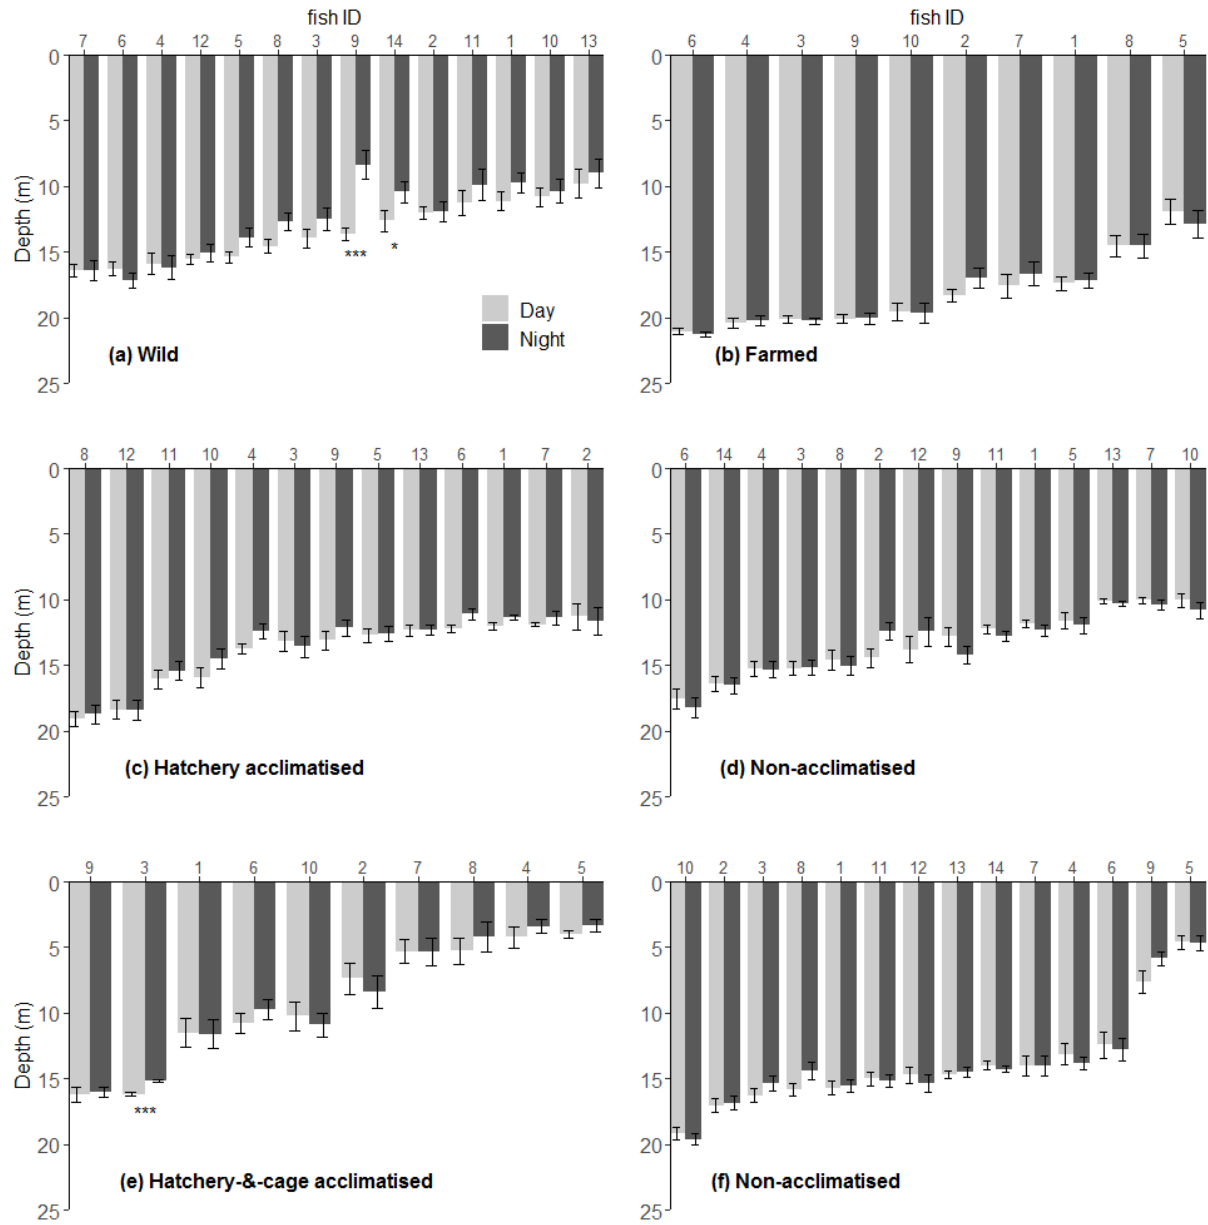 fish ID
fish ID
7 6 4 12 5 8 3 9 14 2 11 1 10 13
6 4 3 9 10 2 7 1 8 5
0
5
10
15
20
25
Depth (m)
***
*
Day
Night
(a) Wild
0
5
10
15
20
25
(b) Farmed
8 12 11 10 4 3 9 5 13 6 1 7 2
6 14 4 3 8 2 12 9 11 1 5 13 7 10
0
5
10
15
20
25
Depth (m)
(c) Hatchery acclimatised
0
5
10
15
20
25
(d) Non-acclimatised
9 3 1 6 10 2 7 8 4 5
10 2 3 8 1 11 12 13 14 7 4 6 9 5
0
5
10
15
20
25
Depth (m)
***
(e) Hatchery-&-cage acclimatised
0
5
10
15
20
25
(f) Non-acclimatised